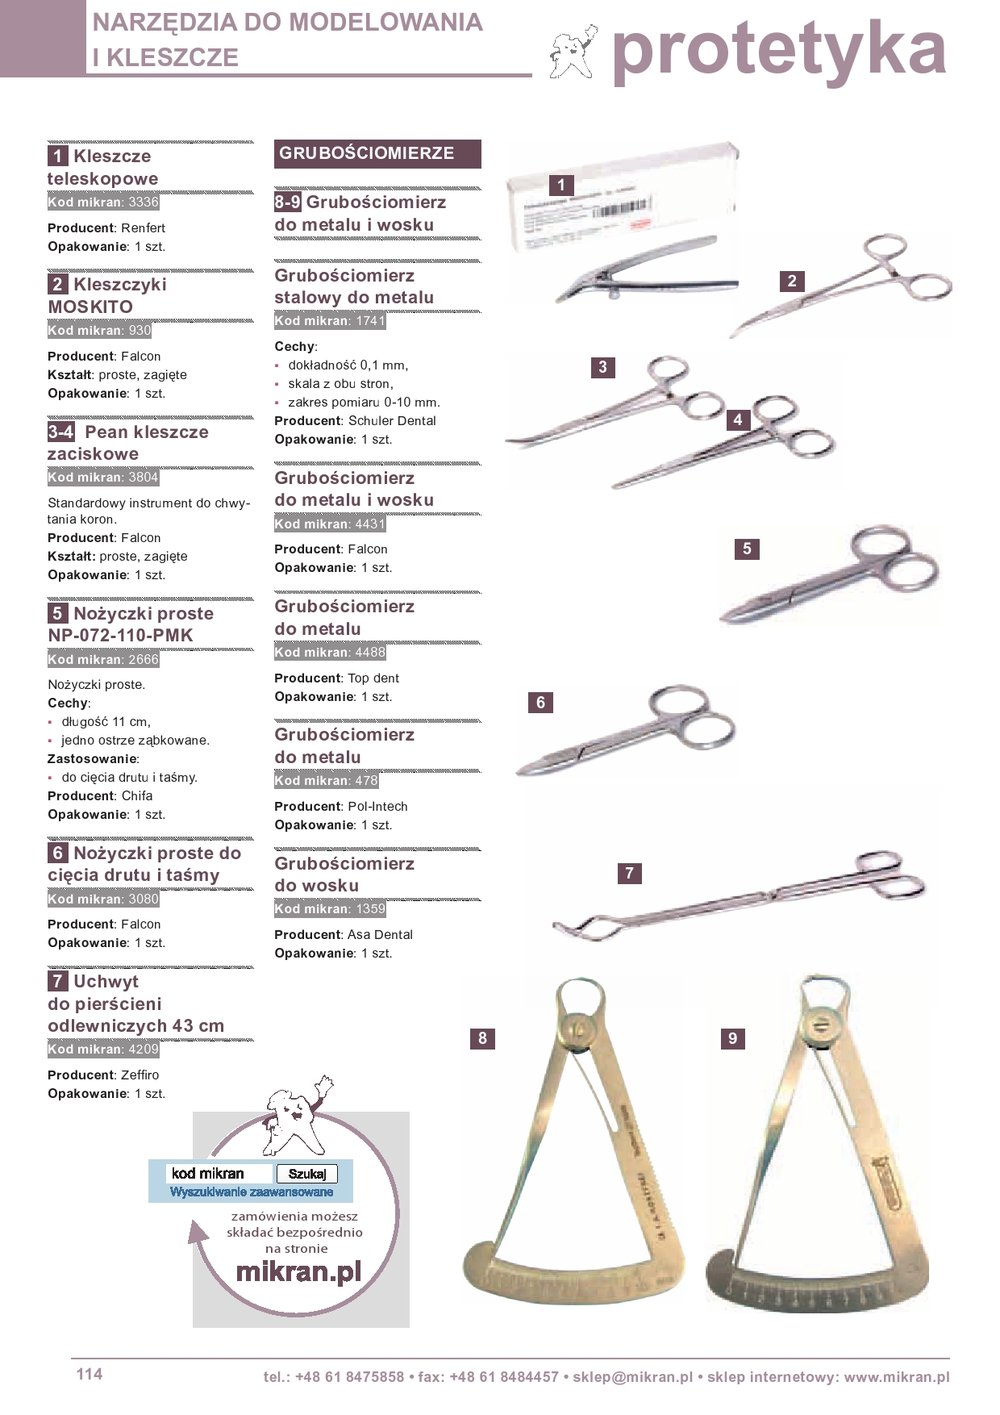 NARZĘDZIA DO MODELOWANIA
I KLESZCZE
protetyka
1 Kleszcze
teleskopowe
Kod mikran: 3336
Producent: Renfert
Opakowanie: 1 szt.
2 Kleszczyki
MOSKITO
Kod mikran: 930
Producent: Falcon
Kształt: proste, zagięte
Opakowanie: 1 szt.
3-4 Pean kleszcze
zaciskowe
Kod mikran: 3804
Standardowy instrument do chwy-
tania koron.
Producent: Falcon
Kształt: proste, zagięte
Opakowanie: 1 szt.
5 Nożyczki proste
NP-072-110-PMK
Kod mikran: 2666
Nożyczki proste.
Cechy:
▪ długość 11 cm,
▪ jedno ostrze ząbkowane.
Zastosowanie:
▪ do cięcia drutu i taśmy.
Producent: Chifa
Opakowanie: 1 szt.
6 Nożyczki proste do
cięcia drutu i taśmy
Kod mikran: 3080
Producent: Falcon
Opakowanie: 1 szt.
7 Uchwyt
do pierścieni
odlewniczych 43 cm
Kod mikran: 4209
Producent: Zeffiro
Opakowanie: 1 szt.
GRUBOŚCIOMIERZE
8-9 Grubościomierz
do metalu i wosku
Grubościomierz
stalowy do metalu
Kod mikran: 1741
Cechy:
▪ dokładność 0,1 mm,
▪ skala z obu stron,
▪ zakres pomiaru 0-10 mm.
Producent: Schuler Dental
Opakowanie: 1 szt.
Grubościomierz
do metalu i wosku
Kod mikran: 4431
Producent: Falcon
Opakowanie: 1 szt.
Grubościomierz
do metalu
Kod mikran: 4488
Producent: Top dent
Opakowanie: 1 szt.
Grubościomierz
do metalu
Kod mikran: 478
Producent: Pol-Intech
Opakowanie: 1 szt.
Grubościomierz
do wosku
Kod mikran: 1359
Producent: Asa Dental
Opakowanie: 1 szt.
1
2
3
4
5
6
7
8
9
kod mikran
Szukaj
Wyszukiwanie zaawansowane
zamówienia możesz
składać bezpośrednio
na stronie
mikran.pl
114
tel.: +48 61 8475858 • fax: +48 61 8484457 • sklep@mikran.pl • sklep internetowy: www.mikran.pl